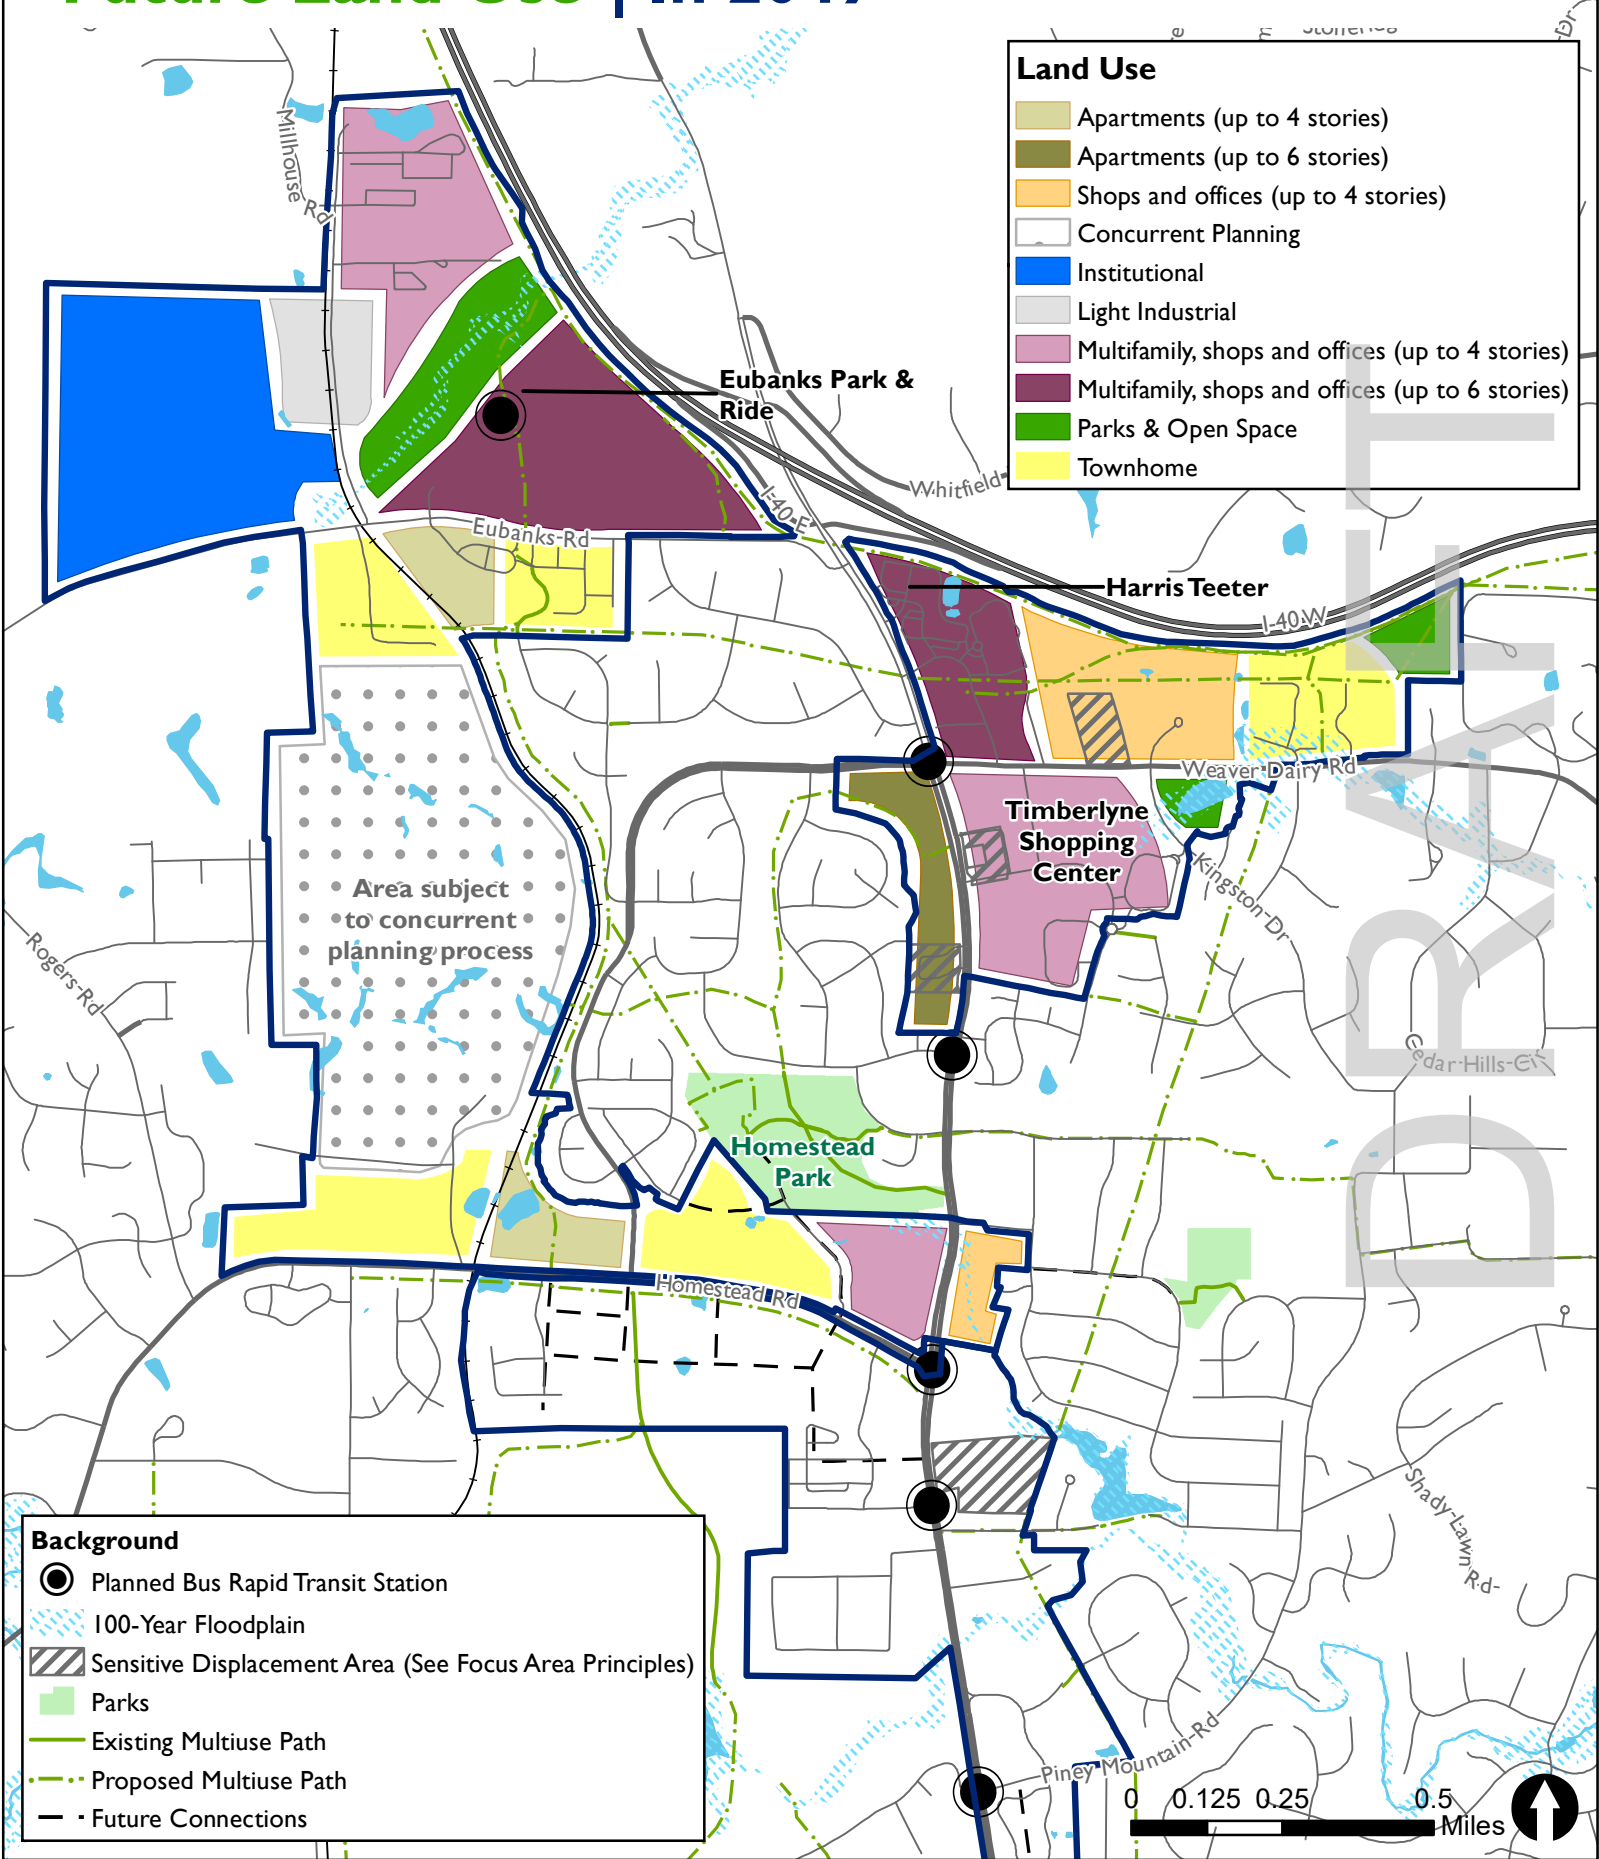 Future Land Use | in 2049
Millhouse
Rd
Land Use
Apartments (up to 4 stories)
Apartments (up to 6 stories)
Shops and offices (up to 4 stories)
Concurrent Planning
Institutional
Light Industrial
Multifamily, shops and offices (up to 4 stories)
Multifamily, shops and offices (up to 6 stories)
Parks & Open Space
Townhome
Eubanks Park &
Ride
Whitfield
I-40 E
Eubanks Rd
Harris Teeter
I-40 W
DRAFT
Weaver Dairy Rd
Timberlyne
Shopping
Center
Kingston Dr
Area subject
to concurrent
planning process
Rogers Rd
Cedar Hills Cir
Homestead
Park
Homestead Rd
Shady Lawn
Rd
Piney Mountain Rd
Background
Planned Bus Rapid Transit Station
100-Year Floodplain
Sensitive Displacement Area (See Focus Area Principles)
Parks
Existing Multiuse Path
Proposed Multiuse Path
Future Connections
0 0.125 0.25 0.5
Miles